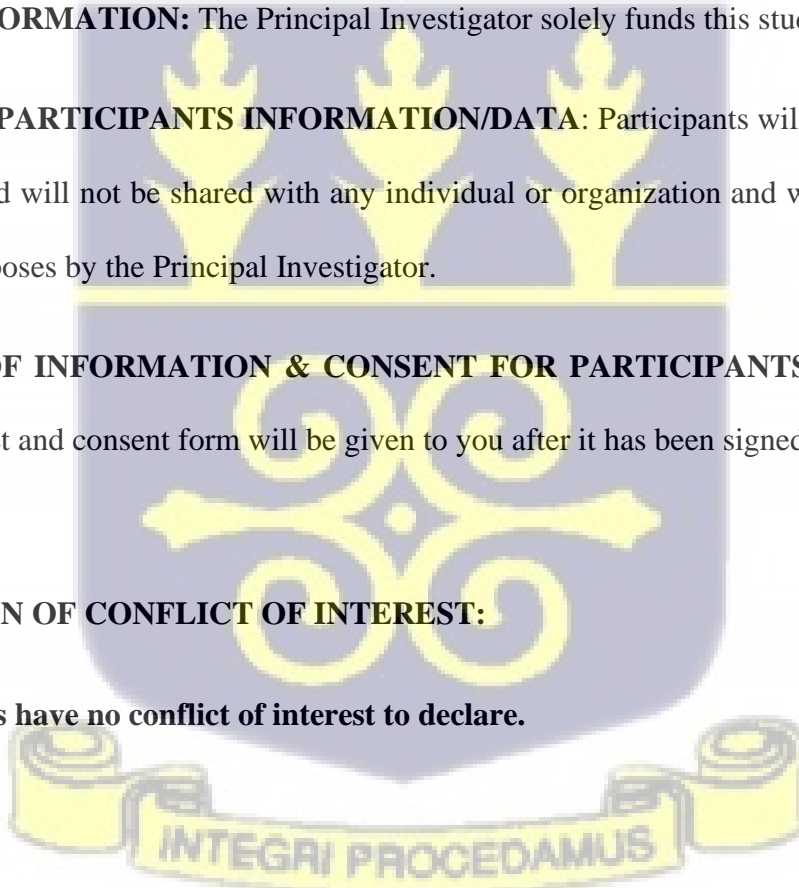 ORMATION: The Principal Investigator solely funds this stu
PARTICIPANTS INFORMATION/DATA: Participants wil
d will not be shared with any individual or organization and w
oses by the Principal Investigator.
OF INFORMATION & CONSENT FOR PARTICIPANTS
t and consent form will be given to you after it has been signed
N OF CONFLICT OF INTEREST:
s have no conflict of interest to declare.
INTEGRI PROCEDAMUS